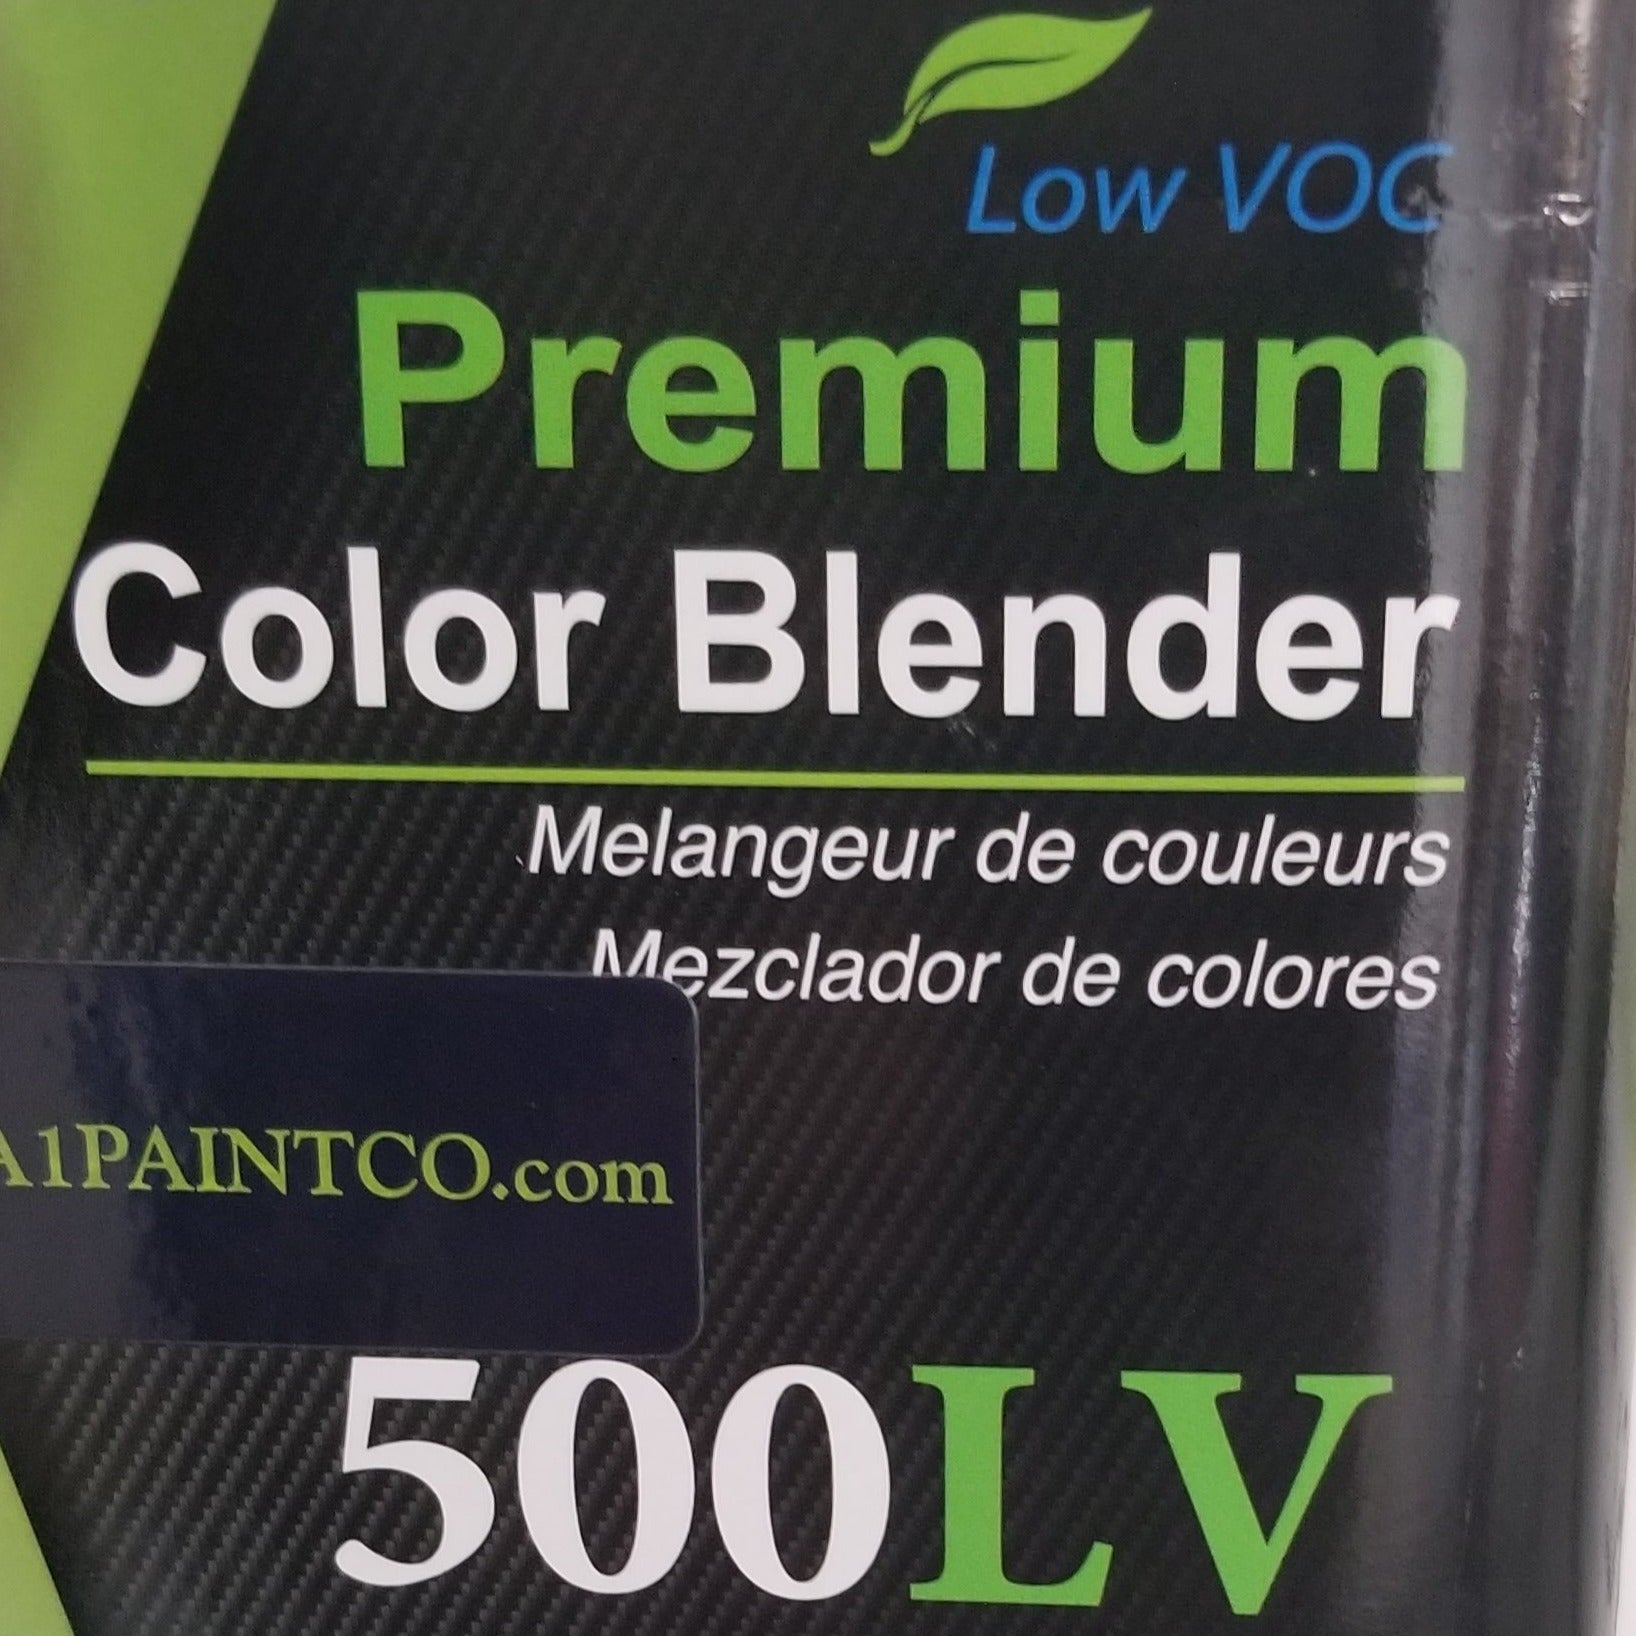 Low VOC
Premium
Color Blender
Melangeur de couleurs
Mezclador de colores
A1PAINTCO.com
500LV